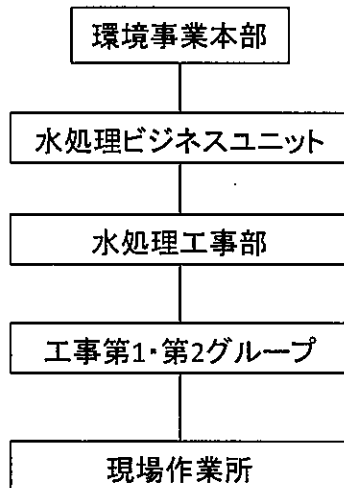 環境事業本部
水処理ビジネスユニット
水処理工事部
工事第1・第2グループ
現場作業所